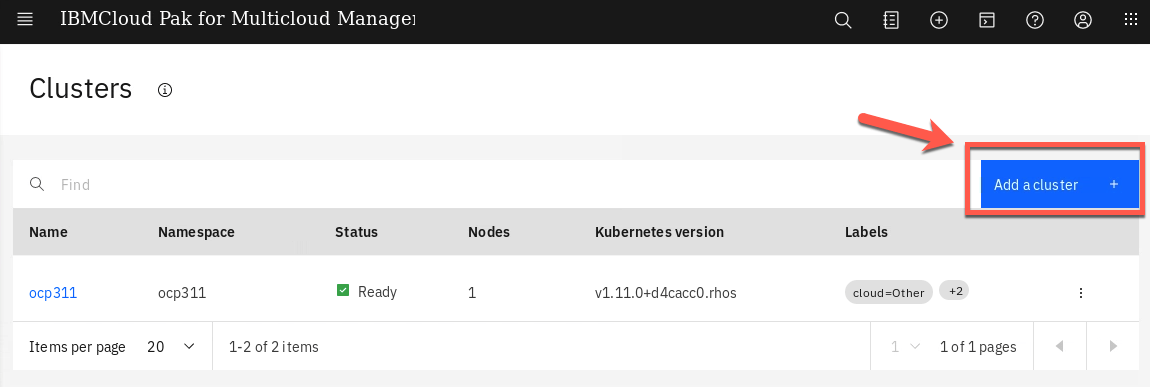 IBMCloud Pak for Multicloud Manager
Clusters
Find
Add a cluster +
Name Namespace Status Nodes Kubernetes version Labels
ocp311 ocp311 Ready 1 v1.11.0+d4cacc0.rhos cloud=Other +2
Items per page 20 1-2 of 2 items 1 1 of 1 pages